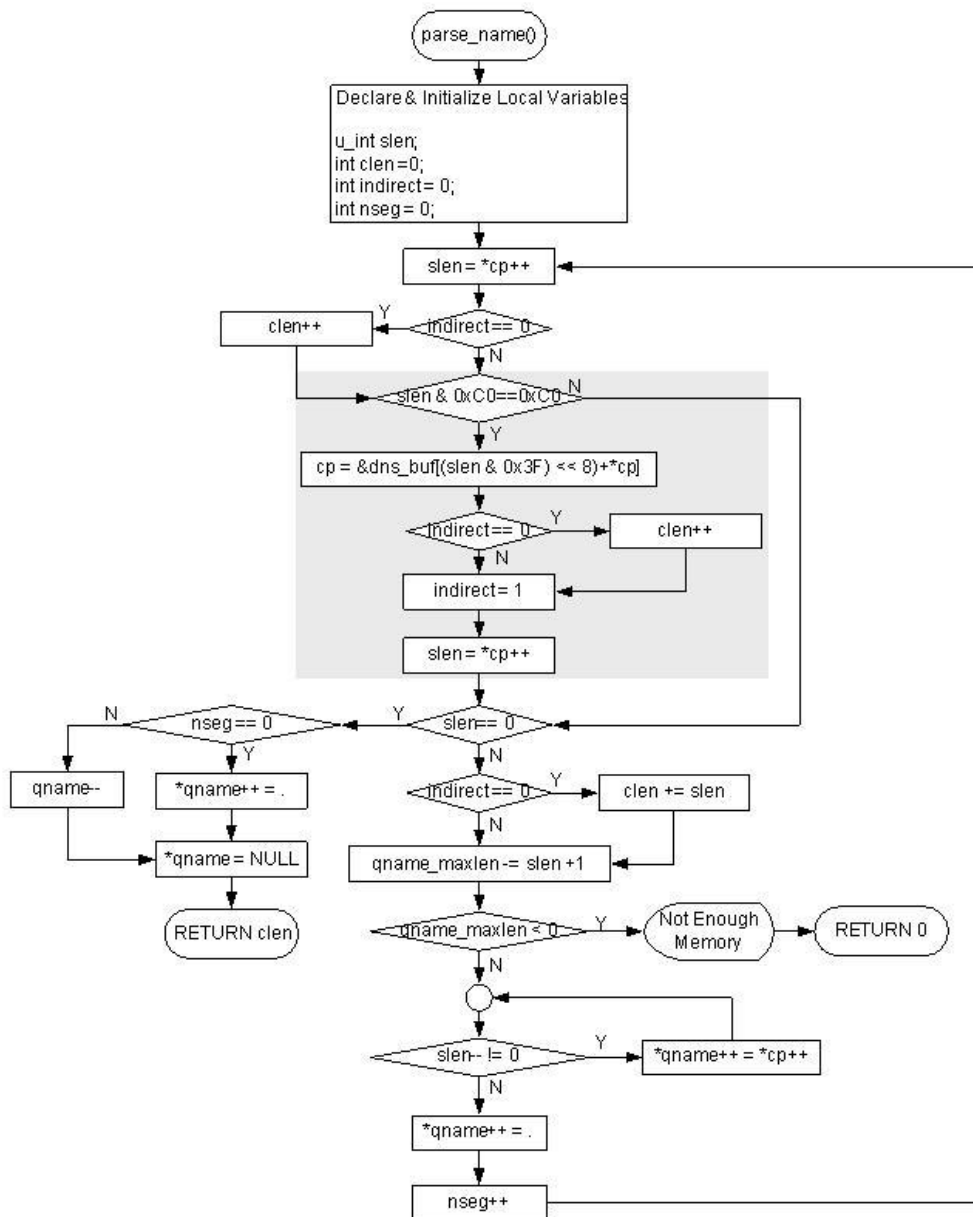 parse_name()
Declare & Initialize Local Variables
u_int slen;
int clen =0;
int indirect = 0;
int nseg = 0;
slen = *cp++
indirect == 0
Y
clen++
N
slen & 0xC0==0xC0
N
Y
cp = &dns_buf[(slen & 0x3F) << 8)+*cp]
indirect == 0
Y
clen++
N
indirect = 1
slen = *cp++
slen == 0
Y
nseg == 0
N
Y
N
qname--
*qname++ = .
indirect==0
Y
clen += slen
N
*qname = NULL
qname_maxlen -= slen +1
RETURN clen
qname_maxlen < 0
Y
Not Enough
Memory
RETURN 0
N
slen-- != 0
Y
*qname++ = *cp++
N
*qname++ = .
nseg++